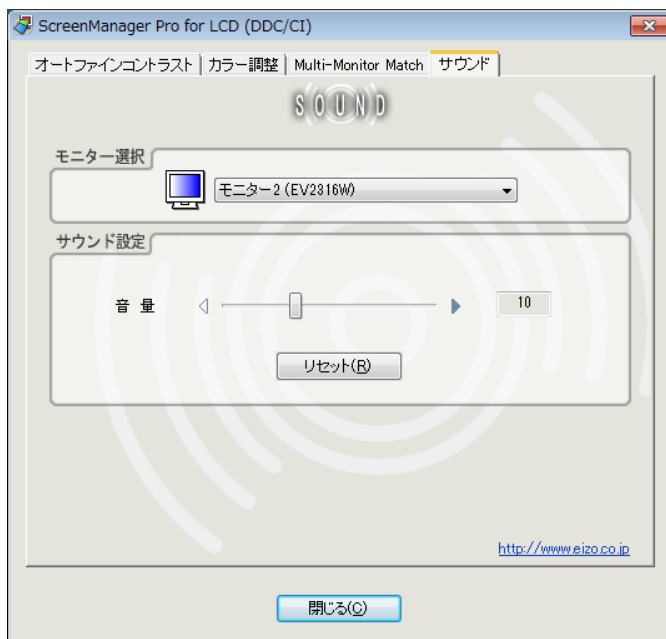 ScreenManager Pro for LCD (DDC/CI)
オートファインコントラスト カラー調整 Multi-Monitor Match サウンド
SOUND
モニター選択
モニター2 (EV2316W)
サウンド設定
音 量 10
リセット(R)
http://www.eizo.co.jp
閉じる(C)